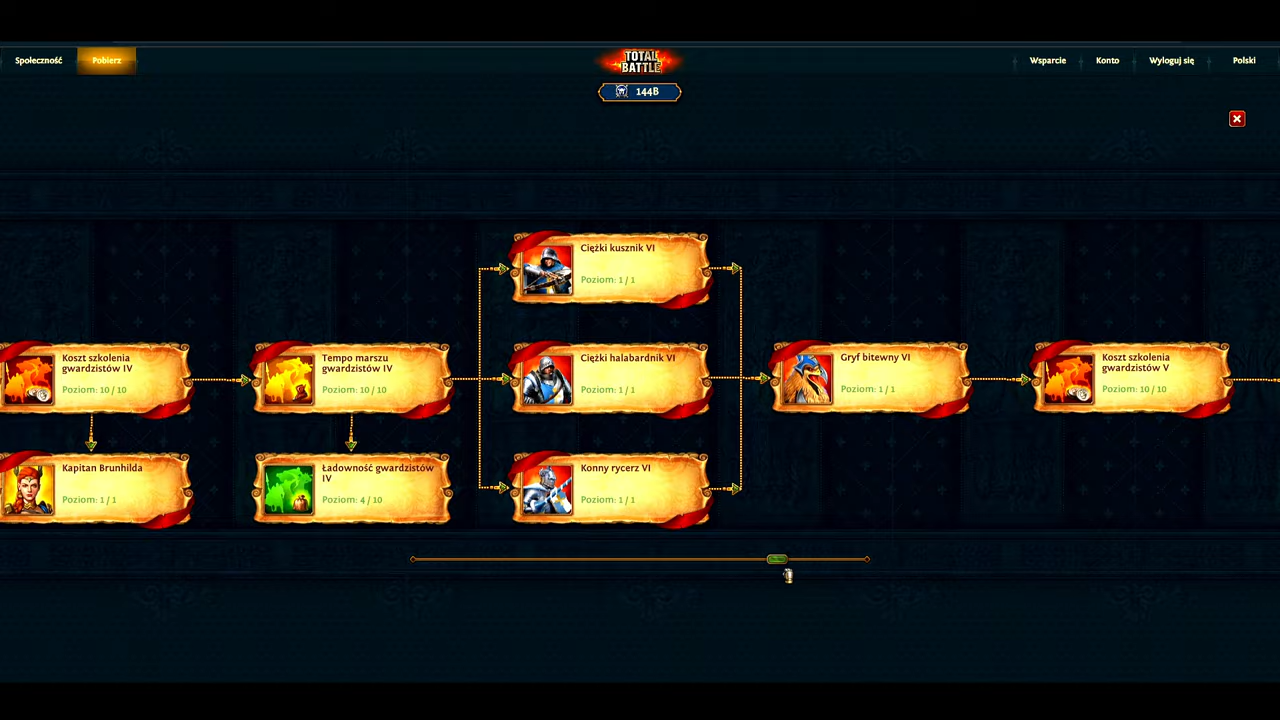 Społeczność
Pobierz
TOTAL
BATTLE
Wsparcie
Konto
Wyloguj się
Polski
144B
Ciężki kusznik VI
Poziom: 1 / 1
Koszt szkolenia
gwardzistów IV
Poziom: 10 / 10
Tempo marszu
gwardzistów IV
Poziom: 10 / 10
Ciężki halabardnik VI
Poziom: 1 / 1
Gryf bitewny VI
Poziom: 1 / 1
Koszt szkolenia
gwardzistów V
Poziom: 10 / 10
Kapitan Brunhilda
Poziom: 1 / 1
Ładowność gwardzistów
IV
Poziom: 4 / 10
Konny rycerz VI
Poziom: 1 / 1